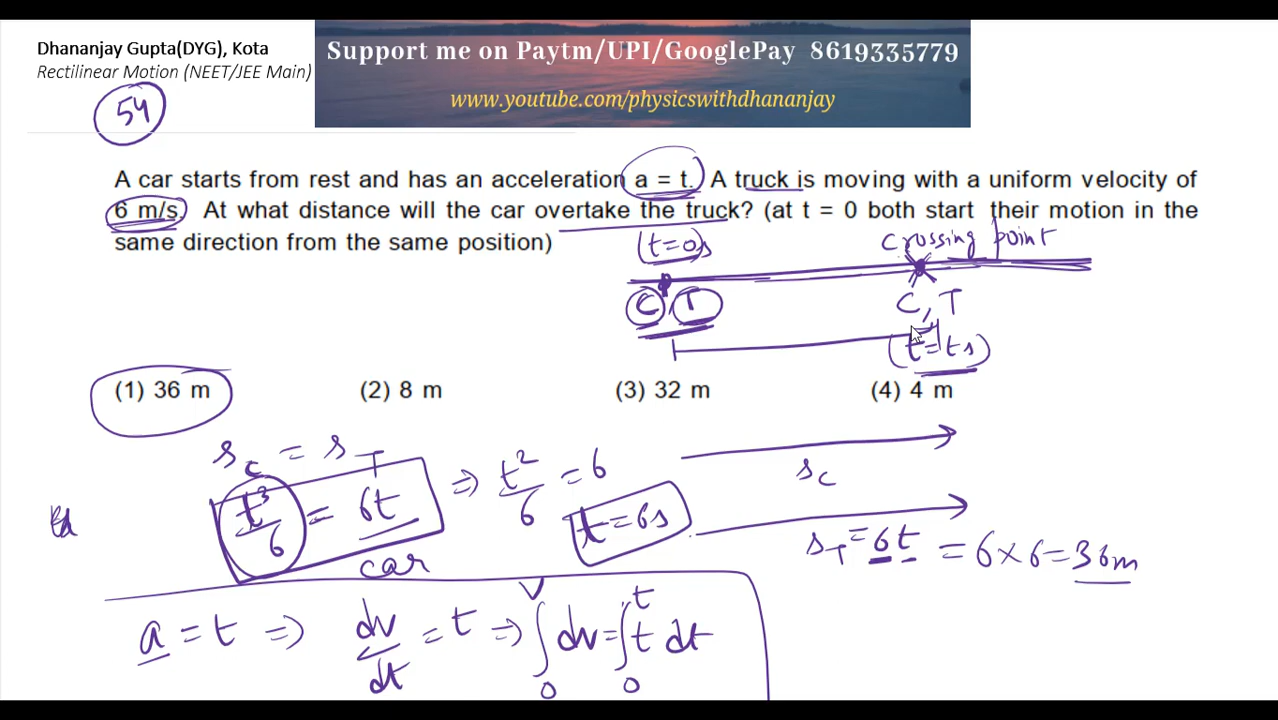 Dhananjay Gupta(DYG), Kota
Rectilinear Motion (NEET/JEE Main)
Support me on Paytm/UPI/GooglePay 8619335779
www.youtube.com/physicswithdhananjay
54
A car starts from rest and has an acceleration a = t. A truck is moving with a uniform velocity of
6 m/s. At what distance will the car overtake the truck? (at t = 0 both start their motion in the
same direction from the same position)
(t=0)s
crossing point
C, T
C, T
(t=ts)
(1) 36 m (2) 8 m (3) 32 m (4) 4 m
s_C = s_T
t³/6 = 6t ⇒ t²/6 = 6
t=6s
s_C
s_T = 6t = 6×6 = 36m
car
a = t ⇒ dv/dt = t ⇒ ∫₀^v dv = ∫₀^t t dt